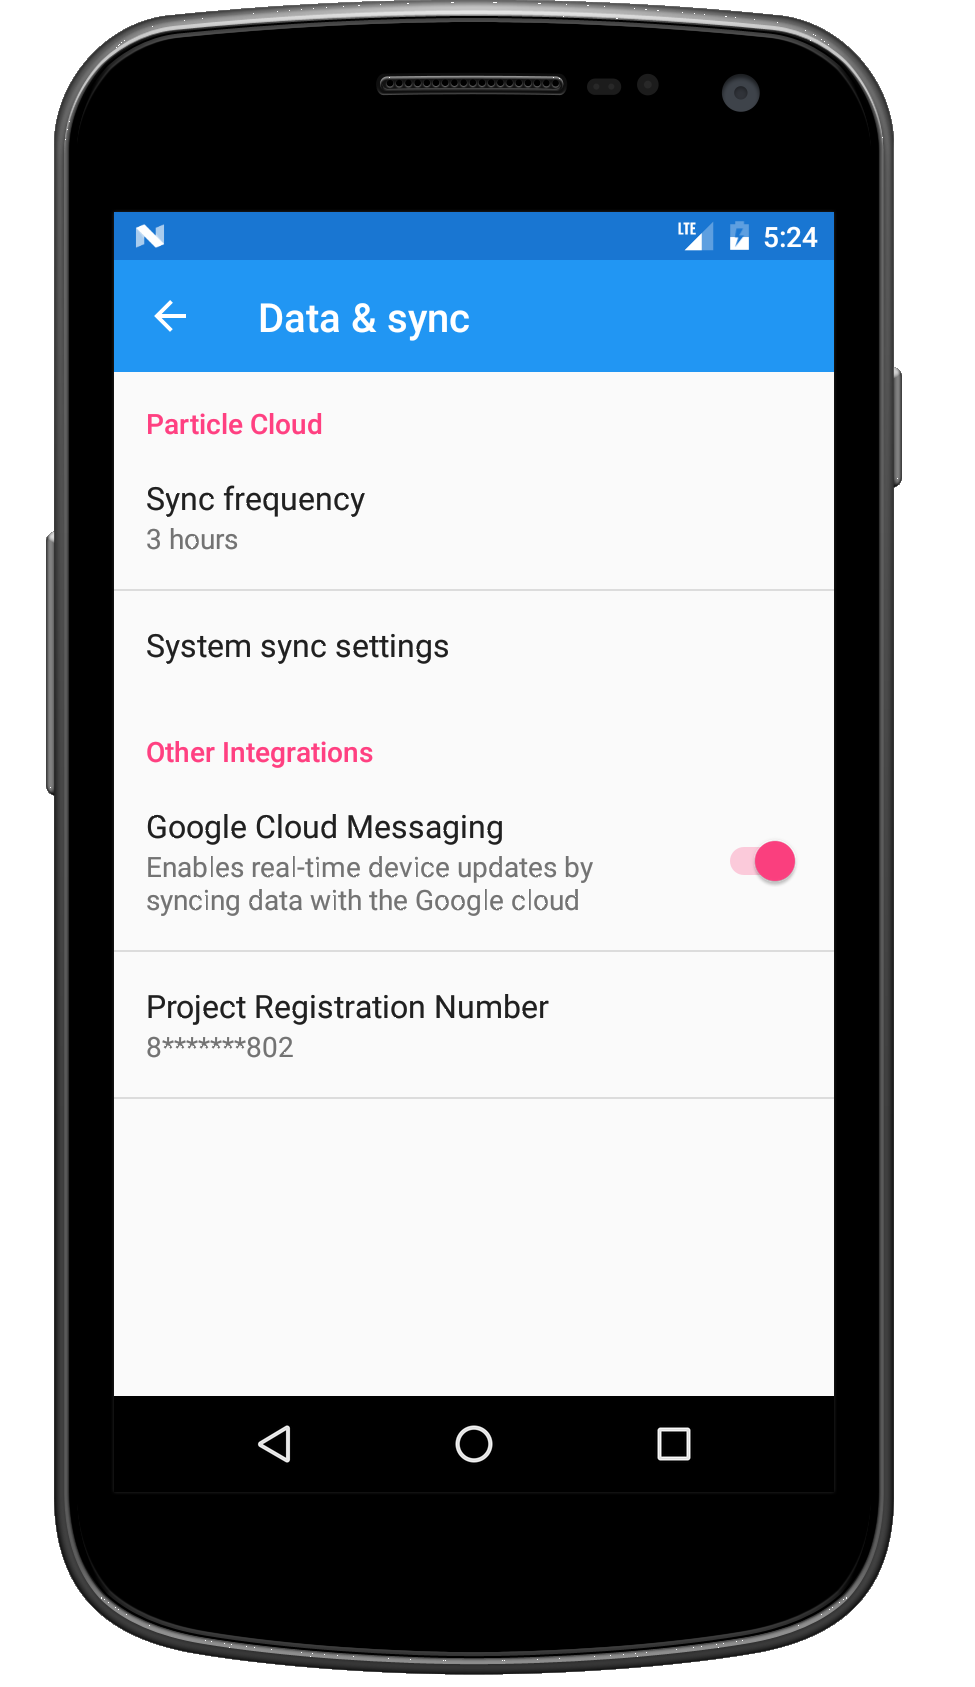 LTE 5:24
Data & sync
Particle Cloud
Sync frequency
3 hours
System sync settings
Other Integrations
Google Cloud Messaging
Enables real-time device updates by
syncing data with the Google cloud
Project Registration Number
8*******802